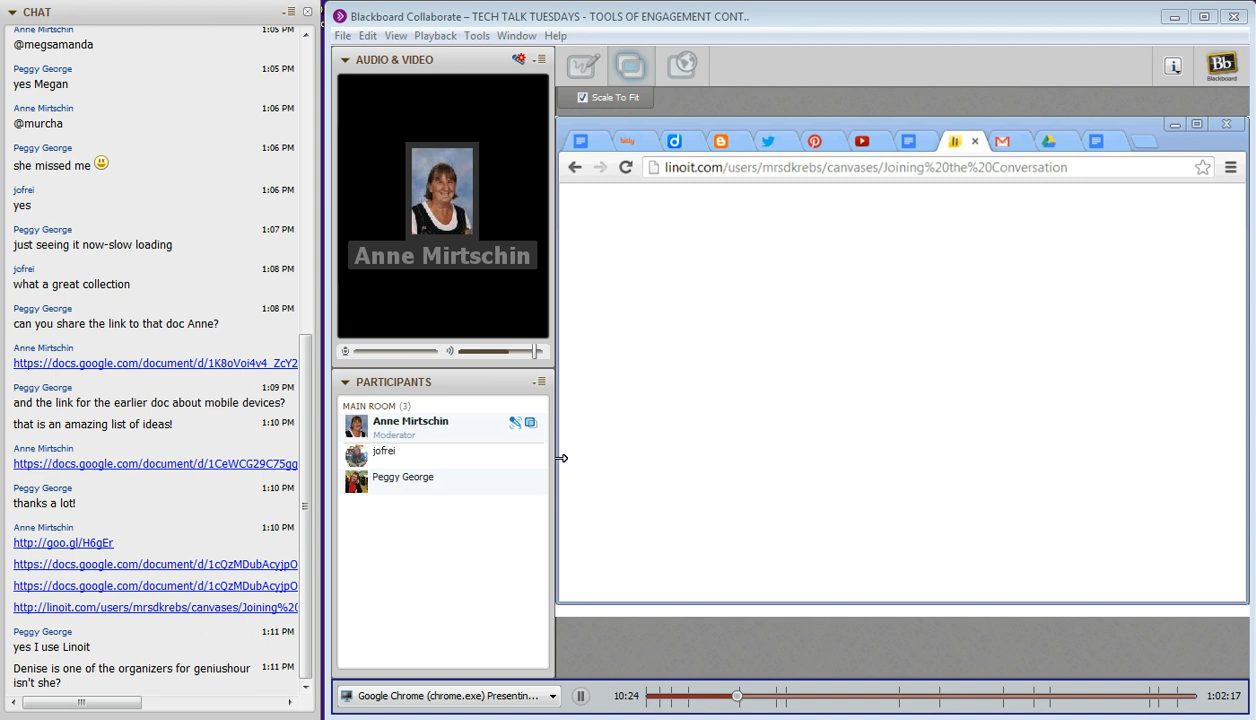 CHAT
Anne Mirtschin 1:05 PM
@megsamanda
Peggy George 1:05 PM
yes Megan
Anne Mirtschin 1:06 PM
@murcha
Peggy George 1:06 PM
she missed me
jofrei 1:06 PM
yes
Peggy George 1:07 PM
just seeing it now-slow loading
jofrei 1:08 PM
what a great collection
Peggy George 1:08 PM
can you share the link to that doc Anne?
Anne Mirtschin 1:08 PM
https://docs.google.com/document/d/1K8oVoi4v4_ZcY2
Peggy George 1:09 PM
and the link for the earlier doc about mobile devices?
that is an amazing list of ideas! 1:10 PM
Anne Mirtschin 1:10 PM
https://docs.google.com/document/d/1CeWCG29C75gg
Peggy George 1:10 PM
thanks a lot!
Anne Mirtschin 1:10 PM
http://goo.gl/H6gEr
https://docs.google.com/document/d/1cQzMDubAcyjpO
https://docs.google.com/document/d/1cQzMDubAcyjpO
http://linoit.com/users/mrsdkrebs/canvases/Joining%20
Peggy George 1:11 PM
yes I use Linoit
Denise is one of the organizers for geniushour 1:11 PM
isn't she?
Blackboard Collaborate – TECH TALK TUESDAYS - TOOLS OF ENGAGEMENT CONT..
File Edit View Playback Tools Window Help
AUDIO & VIDEO
Anne Mirtschin
PARTICIPANTS
MAIN ROOM (3)
Anne Mirtschin
Moderator
jofrei
Peggy George
Scale To Fit
Bb
Blackboard
bitly
linoit.com/users/mrsdkrebs/canvases/Joining%20the%20Conversation
Google Chrome (chrome.exe) Presentin...
10:24
1:02:17